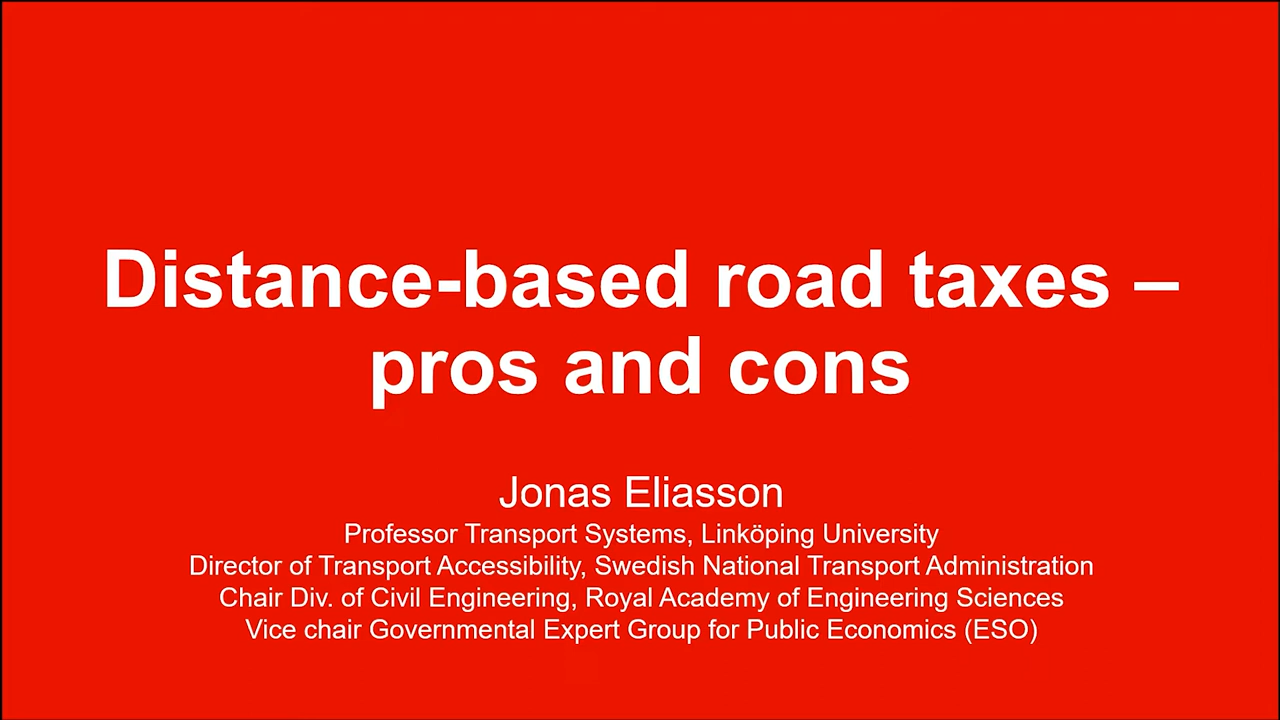 Distance-based road taxes –
pros and cons
Jonas Eliasson
Professor Transport Systems, Linköping University
Director of Transport Accessibility, Swedish National Transport Administration
Chair Div. of Civil Engineering, Royal Academy of Engineering Sciences
Vice chair Governmental Expert Group for Public Economics (ESO)